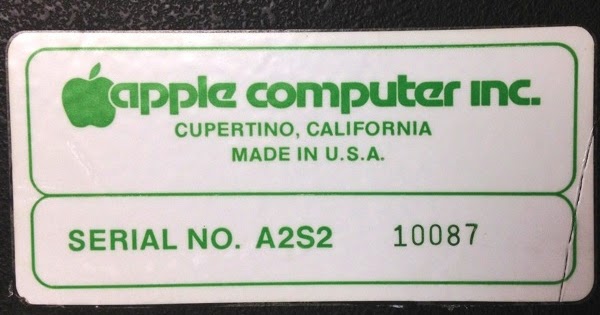 apple computer inc.
CUPERTINO, CALIFORNIA
MADE IN U.S.A.
SERIAL NO. A2S2 10087